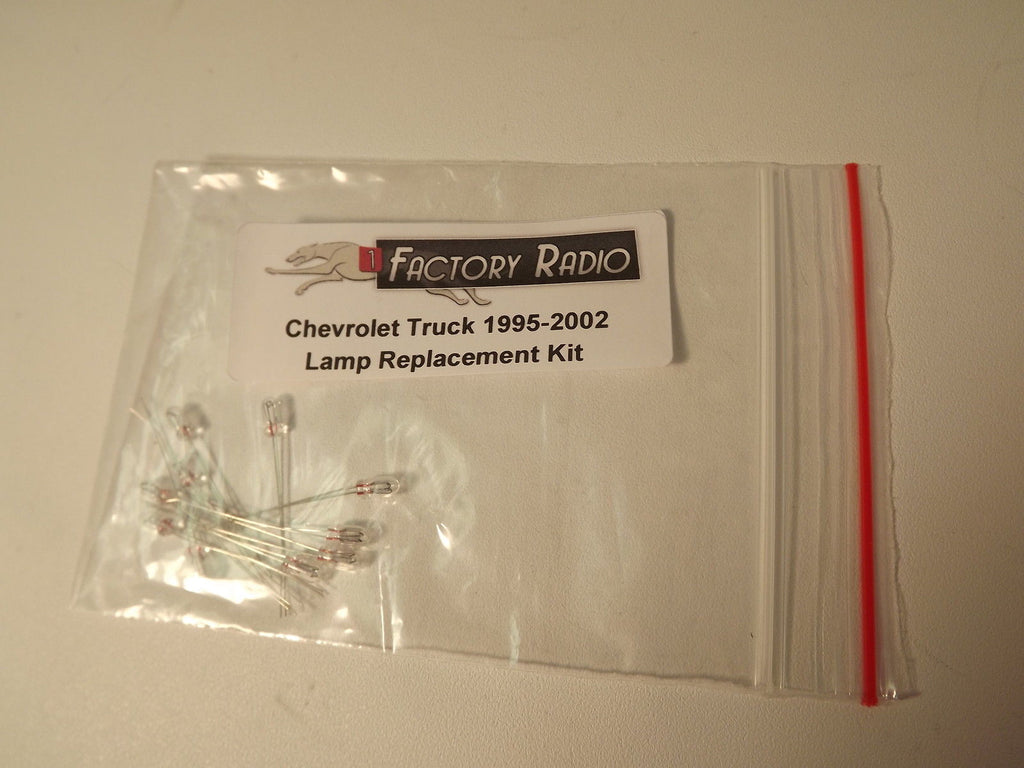 1 FACTORY RADIO
Chevrolet Truck 1995-2002
Lamp Replacement Kit